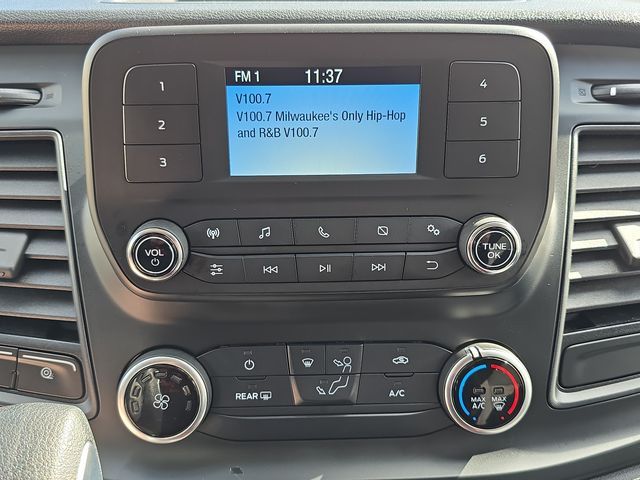 FM 1 11:37
V100.7
V100.7 Milwaukee's Only Hip-Hop
and R&B V100.7
1
2
3
4
5
6
VOL
TUNE
OK
REAR
A/C
MAX
A/C
MAX